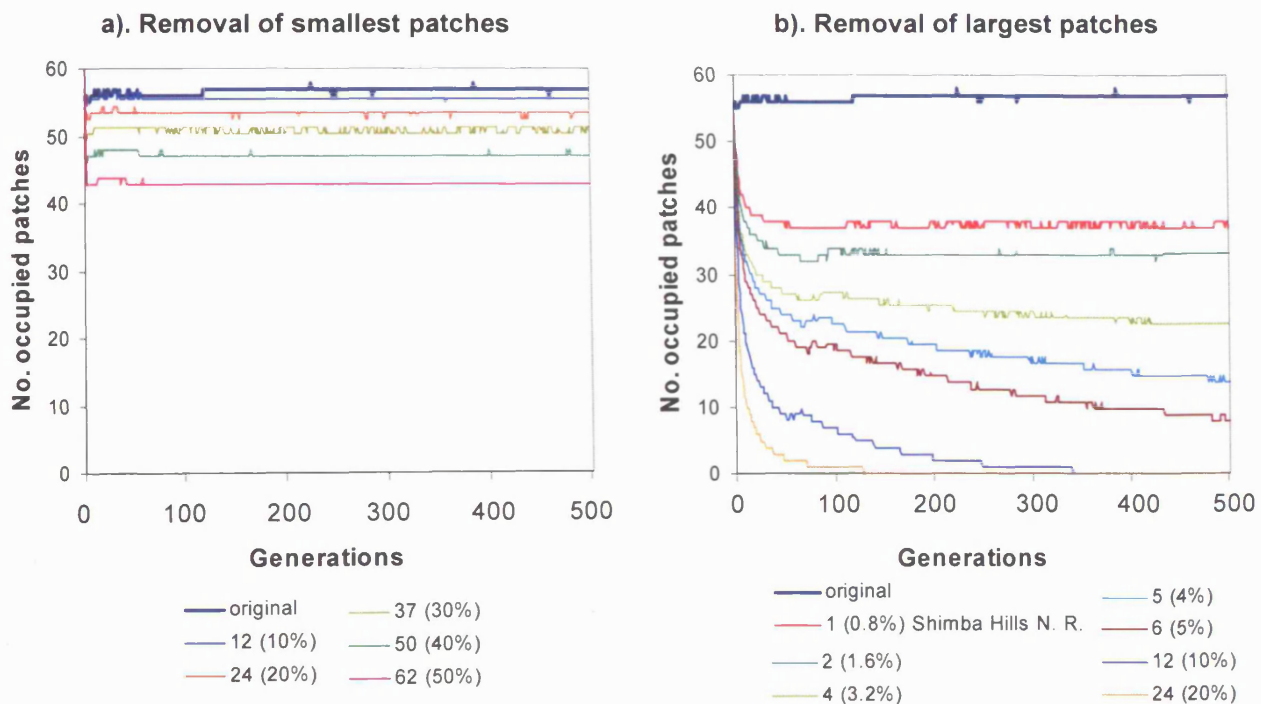 a). Removal of smallest patches
No. occupied patches
60
50
40
30
20
10
0
0 100 200 300 400 500
Generations
original
12 (10%)
24 (20%)
37 (30%)
50 (40%)
62 (50%)
b). Removal of largest patches
No. occupied patches
60
50
40
30
20
10
0
0 100 200 300 400 500
Generations
original
1 (0.8%) Shimba Hills N. R.
2 (1.6%)
4 (3.2%)
5 (4%)
6 (5%)
12 (10%)
24 (20%)